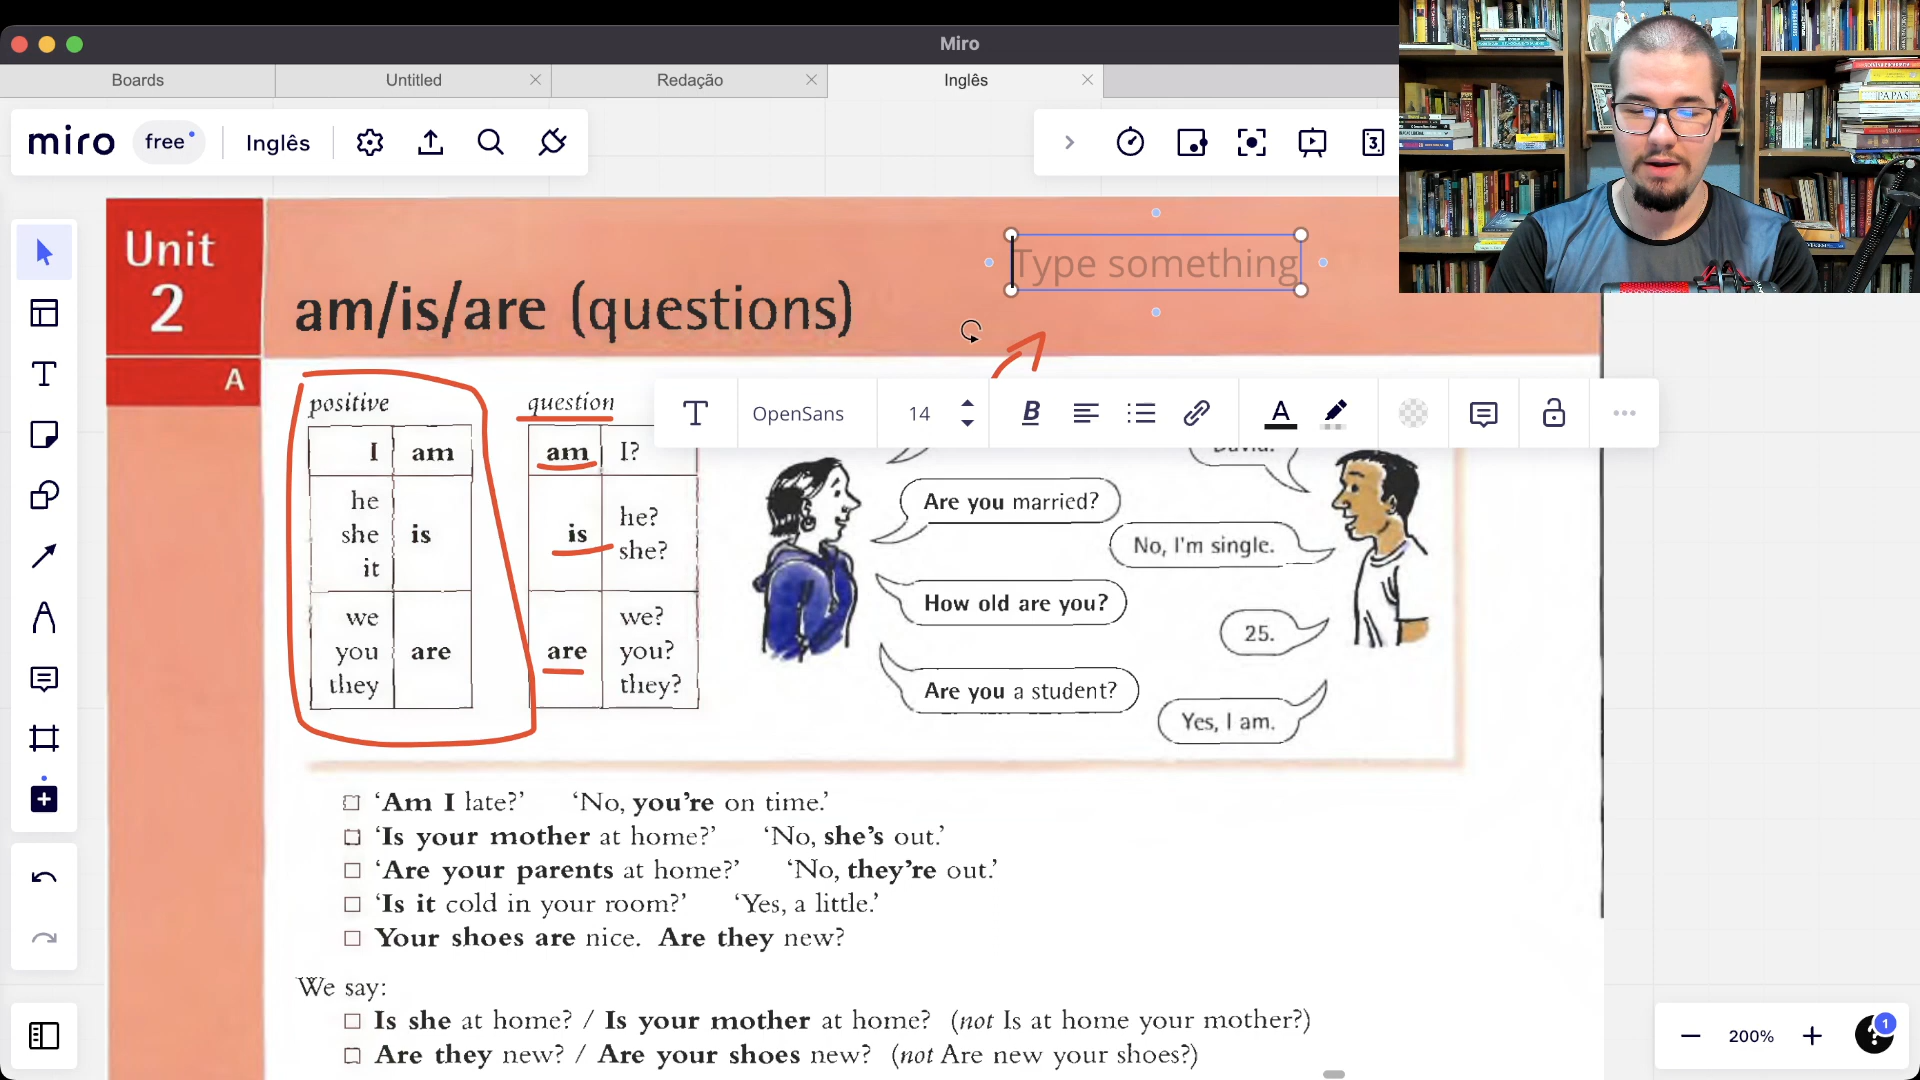 Miro
Boards
Untitled
Redação
Inglês
miro
free
Inglês
3
PAPAS
Unit
2
am/is/are (questions)
Type something
A
positive
question
OpenSans
14
B
A
I am
am I?
he
she is
it
is he?
she?
we
you are
they
are we?
you?
they?
David.
Are you married?
No, I'm single.
How old are you?
25.
Are you a student?
Yes, I am.
‘Am I late?’ ‘No, you’re on time.’
‘Is your mother at home?’ ‘No, she’s out.’
‘Are your parents at home?’ ‘No, they’re out.’
‘Is it cold in your room?’ ‘Yes, a little.’
Your shoes are nice. Are they new?
We say:
Is she at home? / Is your mother at home? (not Is at home your mother?)
Are they new? / Are your shoes new? (not Are new your shoes?)
200%
?
1